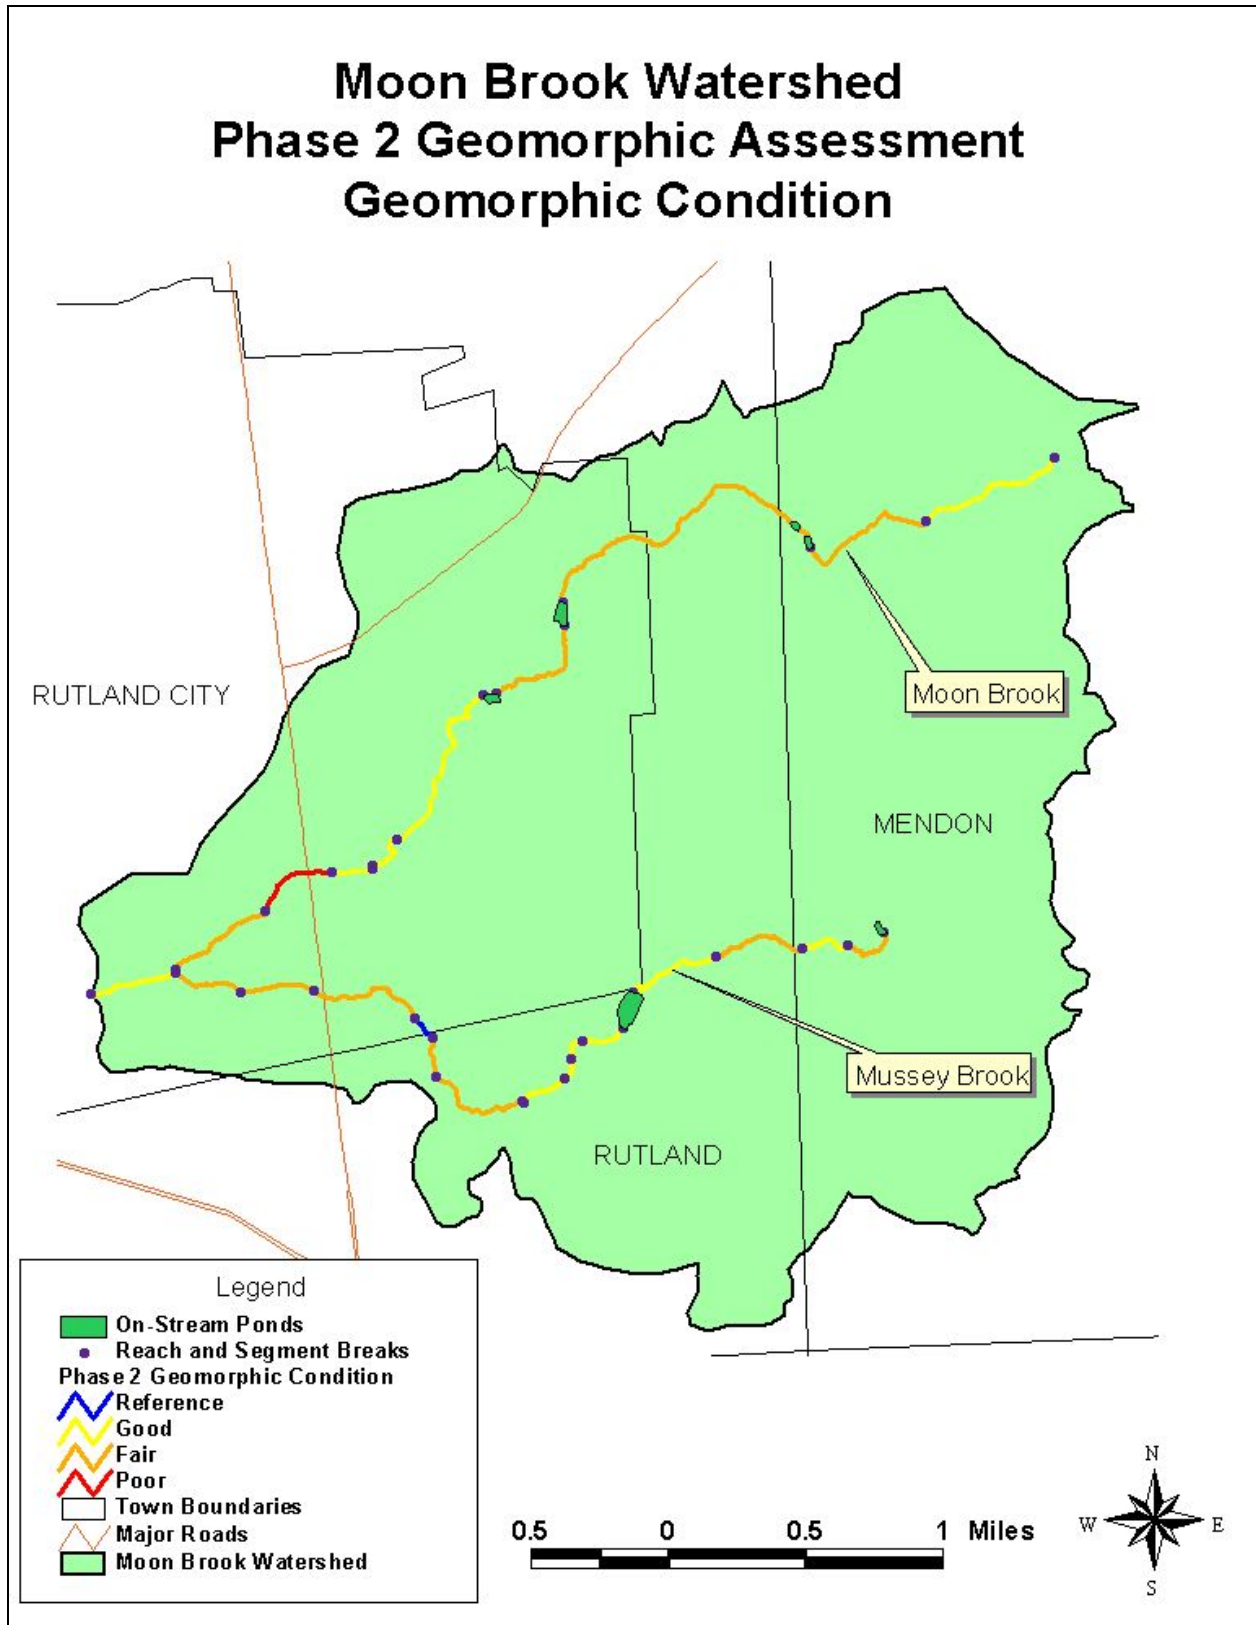 Moon Brook Watershed
Phase 2 Geomorphic Assessment
Geomorphic Condition
RUTLAND CITY
Moon Brook
MENDON
Mussey Brook
RUTLAND
Legend
On-Stream Ponds
Reach and Segment Breaks
Phase 2 Geomorphic Condition
Reference
Good
Fair
Poor
Town Boundaries
Major Roads
Moon Brook Watershed
0.5 0 0.5 1 Miles
N
W E
S